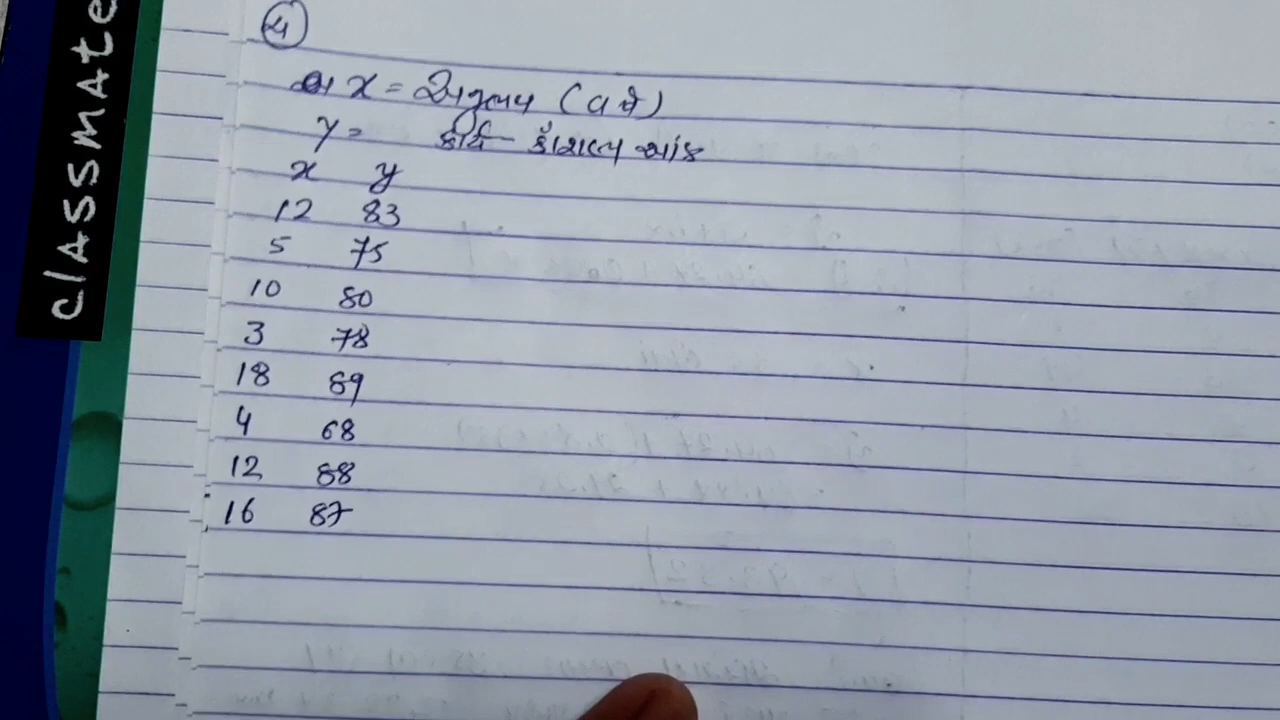 classmate
4
x = અનુભવ (વર્ષ)
y = કાર્ય કૌશલ્ય આંક
x y
12 83
5 75
10 80
3 78
18 89
4 68
12 88
16 87